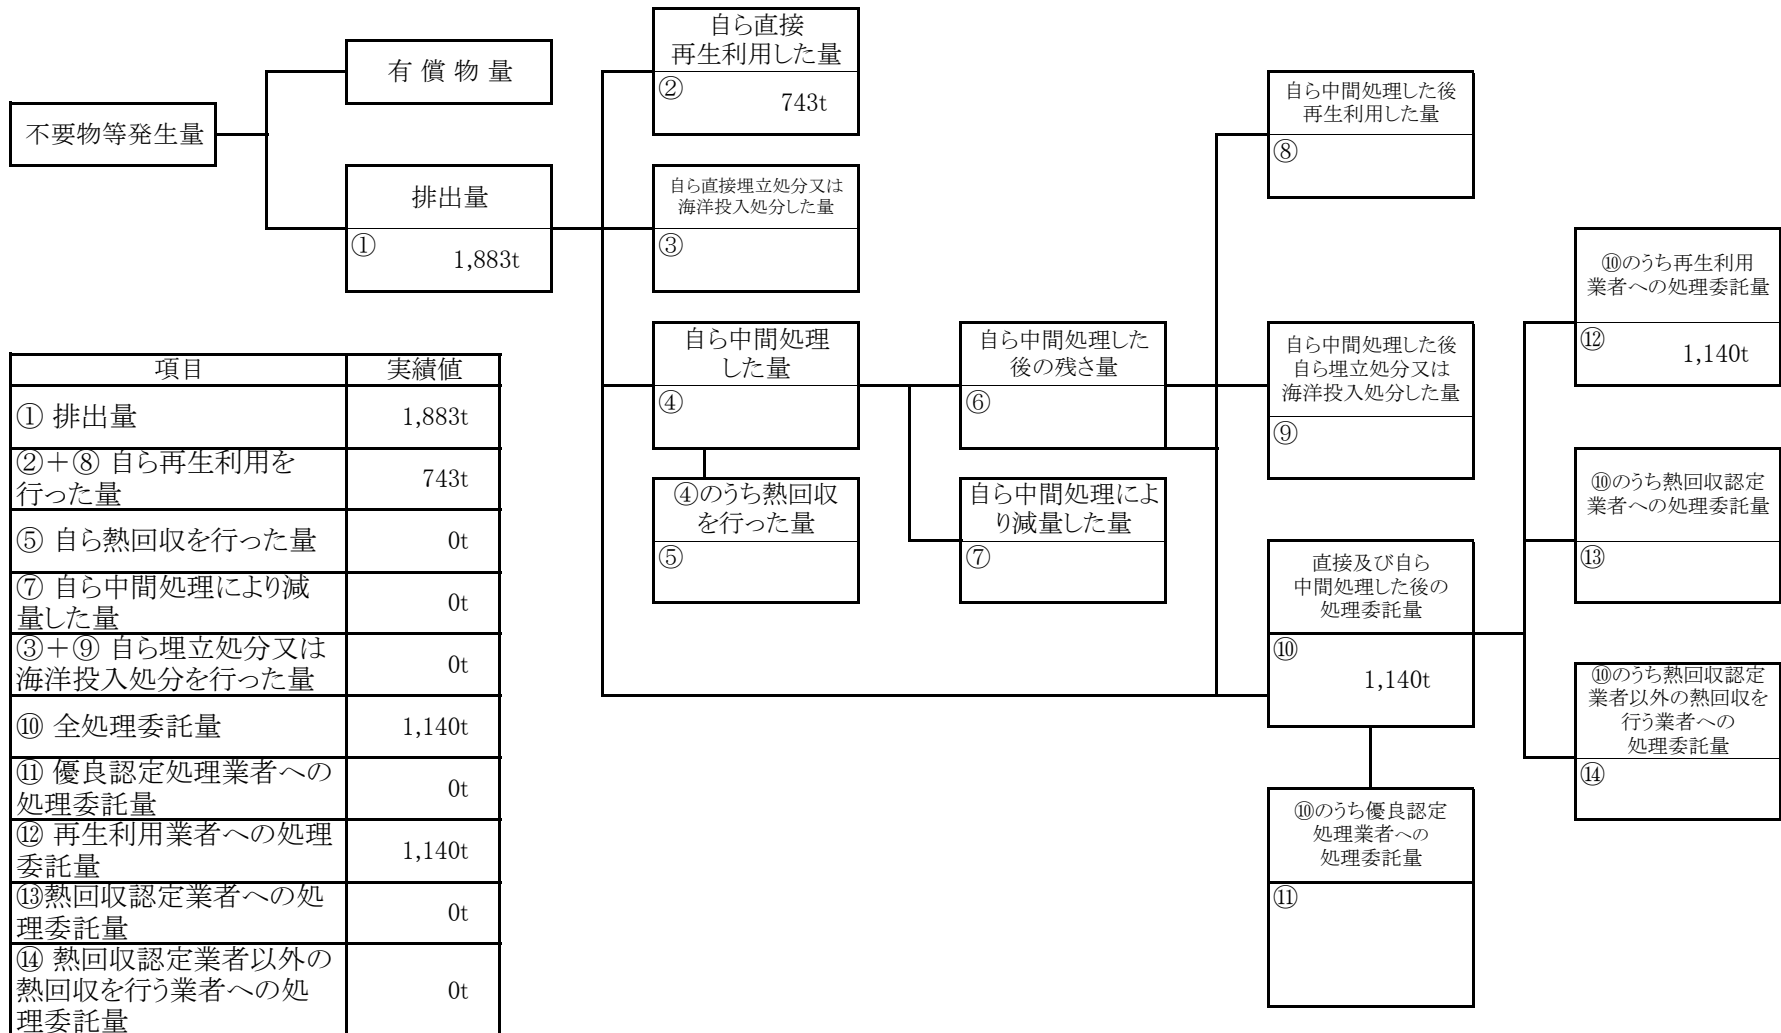 不要物等発生量
有 償 物 量
排出量
①
1,883t
自ら直接
再生利用した量
②
743t
自ら直接埋立処分又は
海洋投入処分した量
③
自ら中間処理
した量
④
④のうち熱回収
を行った量
⑤
自ら中間処理した
後の残さ量
⑥
自ら中間処理によ
り減量した量
⑦
自ら中間処理した後
再生利用した量
⑧
自ら中間処理した後
自ら埋立処分又は
海洋投入処分した量
⑨
直接及び自ら
中間処理した後の
処理委託量
⑩
1,140t
⑩のうち優良認定
処理業者への
処理委託量
⑪
⑩のうち再生利用
業者への処理委託量
⑫
1,140t
⑩のうち熱回収認定
業者への処理委託量
⑬
⑩のうち熱回収認定
業者以外の熱回収を
行う業者への
処理委託量
⑭
項目 実績値
① 排出量 1,883t
②＋⑧ 自ら再生利用を
行った量 743t
⑤ 自ら熱回収を行った量 0t
⑦ 自ら中間処理により減
量した量 0t
③＋⑨ 自ら埋立処分又は
海洋投入処分を行った量 0t
⑩ 全処理委託量 1,140t
⑪ 優良認定処理業者への
処理委託量 0t
⑫ 再生利用業者への処理
委託量 1,140t
⑬熱回収認定業者への処
理委託量 0t
⑭ 熱回収認定業者以外の
熱回収を行う業者への処
理委託量 0t